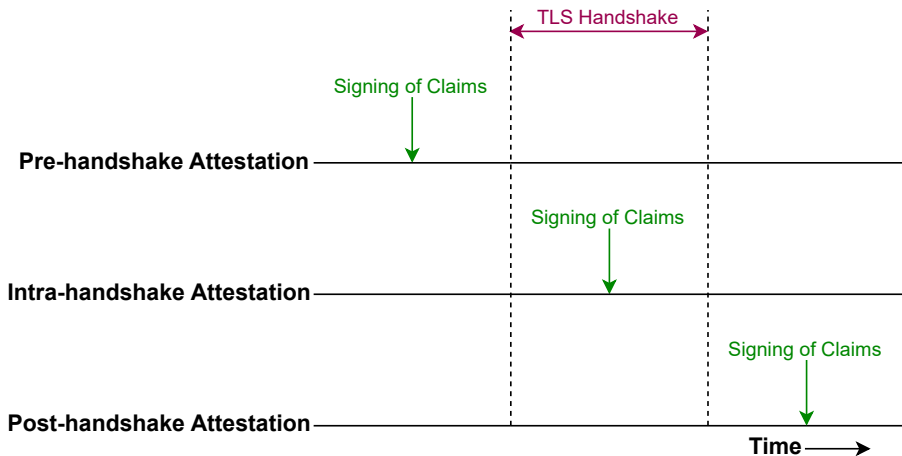 TLS Handshake
Signing of Claims
Pre-handshake Attestation
Signing of Claims
Intra-handshake Attestation
Signing of Claims
Post-handshake Attestation
Time